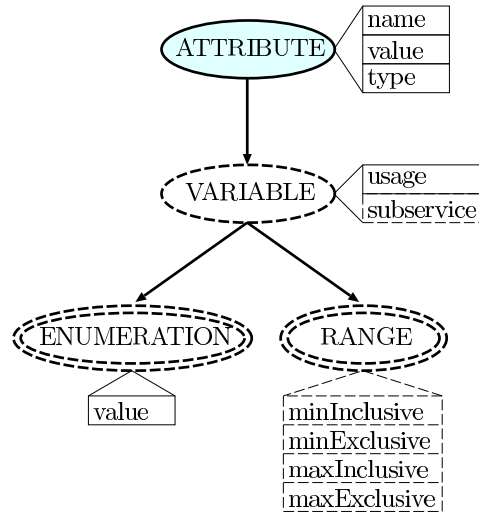 ATTRIBUTE
name
value
type
VARIABLE
usage
subservice
ENUMERATION
RANGE
value
minInclusive
minExclusive
maxInclusive
maxExclusive